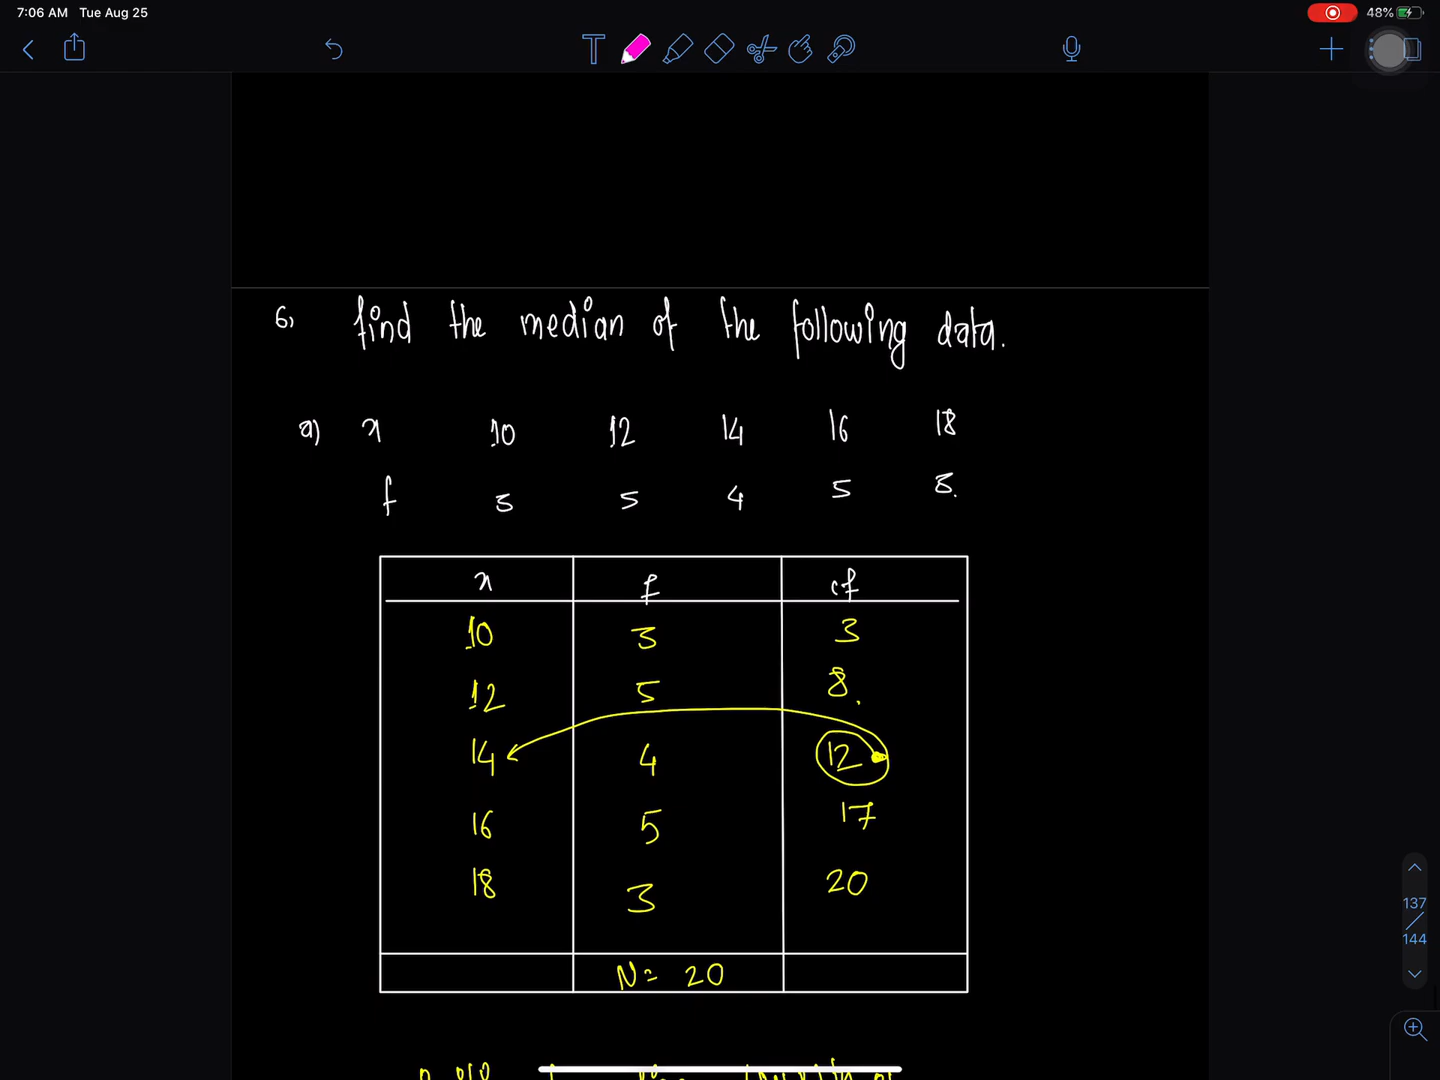 7:06 AM Tue Aug 25
48%
T
6, find the median of the following data.
a) x 10 12 14 16 18
f 3 5 4 5 3.
x f cf
10 3 3
12 5 8.
14 4 12
16 5 17
18 3 20
N= 20
137
144